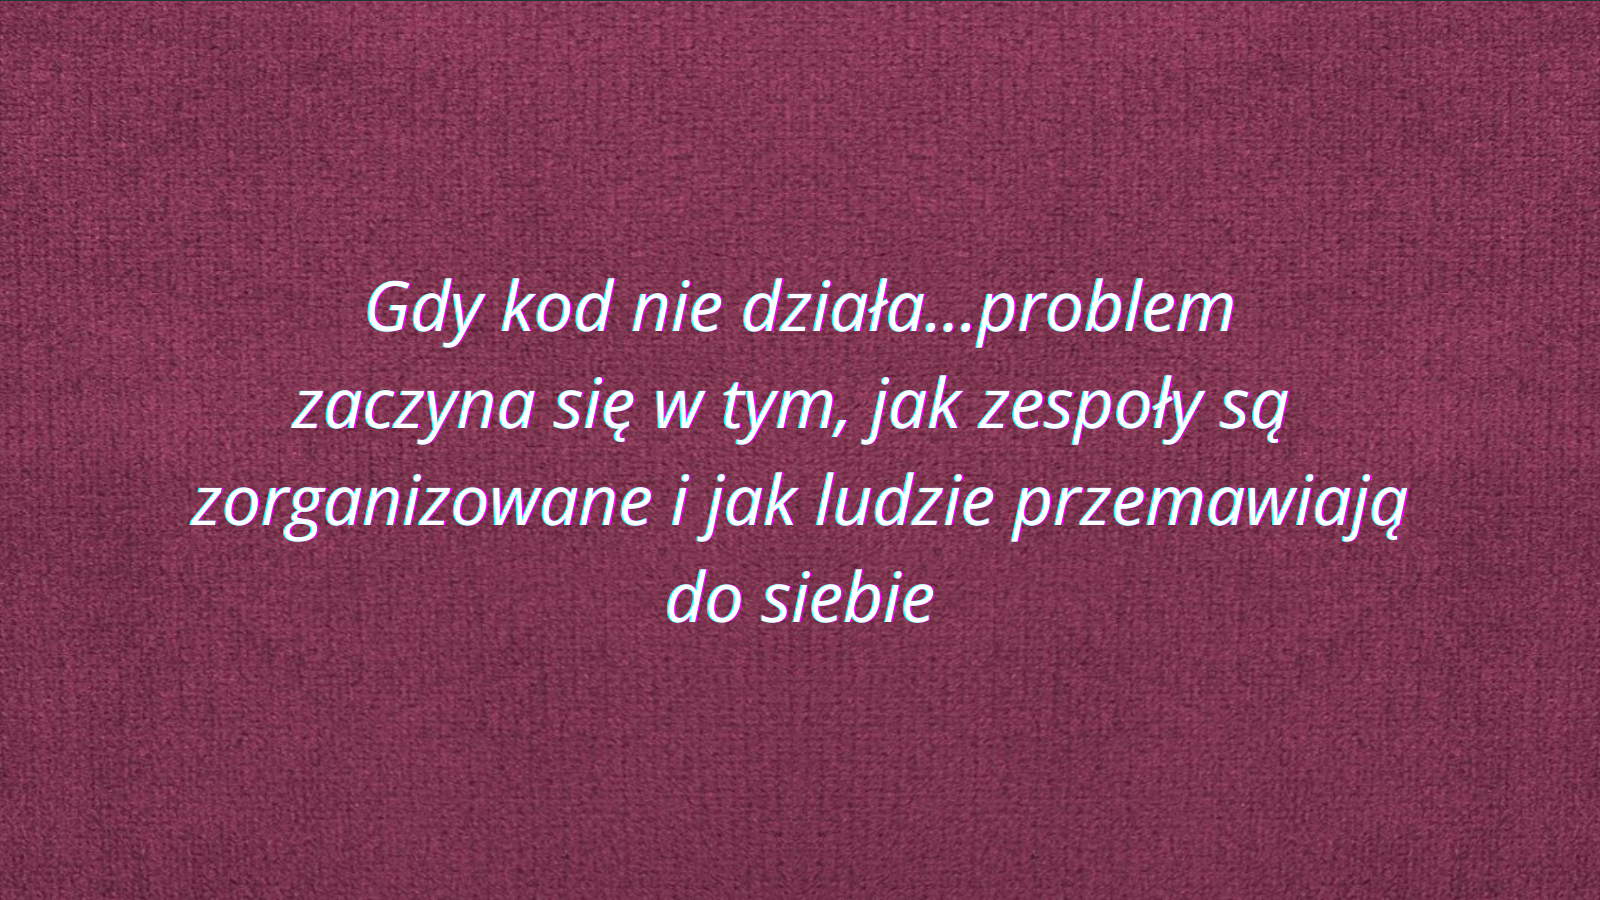 Gdy kod nie działa...problem
zaczyna się w tym, jak zespoły są
zorganizowane i jak ludzie przemawiają
do siebie